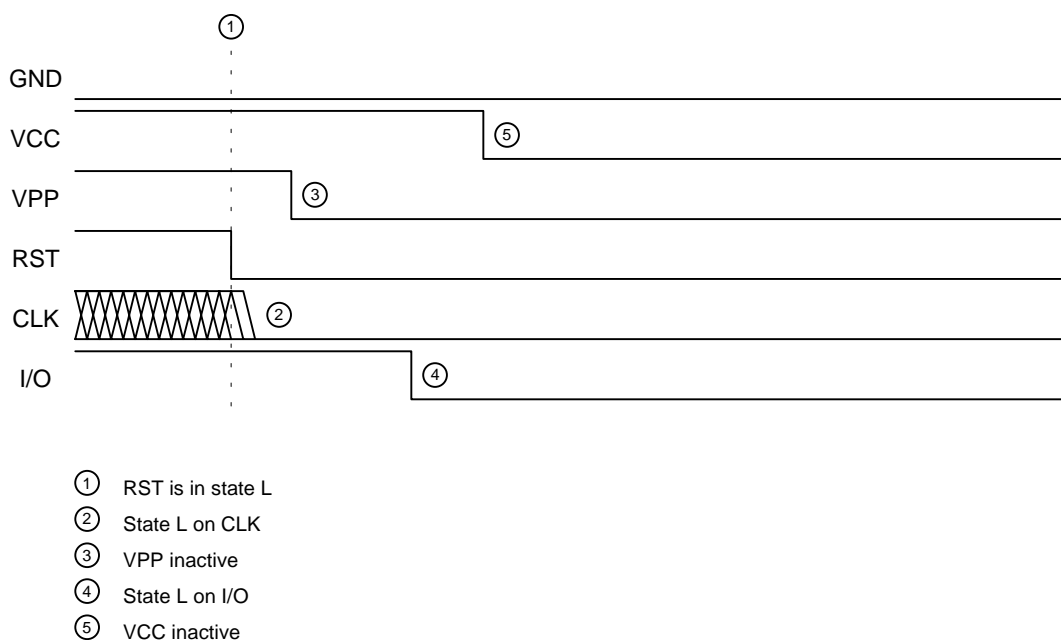 ①
GND
VCC
⑤
VPP
③
RST
CLK
②
I/O
④
① RST is in state L
② State L on CLK
③ VPP inactive
④ State L on I/O
⑤ VCC inactive